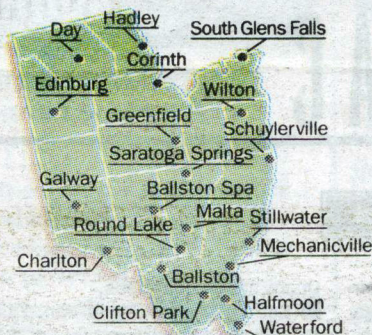 Hadley
Day
South Glens Falls
Corinth
Edinburg
Wilton
Greenfield
Schuylerville
Saratoga Springs
Galway
Ballston Spa
Malta
Stillwater
Round Lake
Mechanicville
Charlton
Ballston
Clifton Park
Halfmoon
Waterford